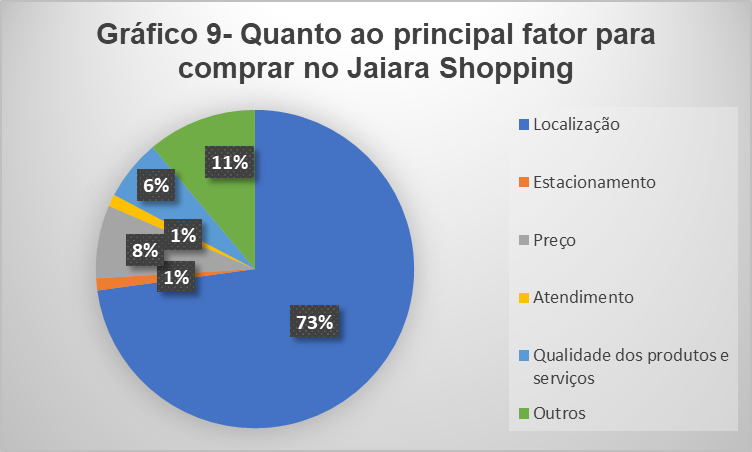 Gráfico 9- Quanto ao principal fator para
comprar no Jaiara Shopping
11%
6%
1%
8%
1%
73%
Localização
Estacionamento
Preço
Atendimento
Qualidade dos produtos e
serviços
Outros